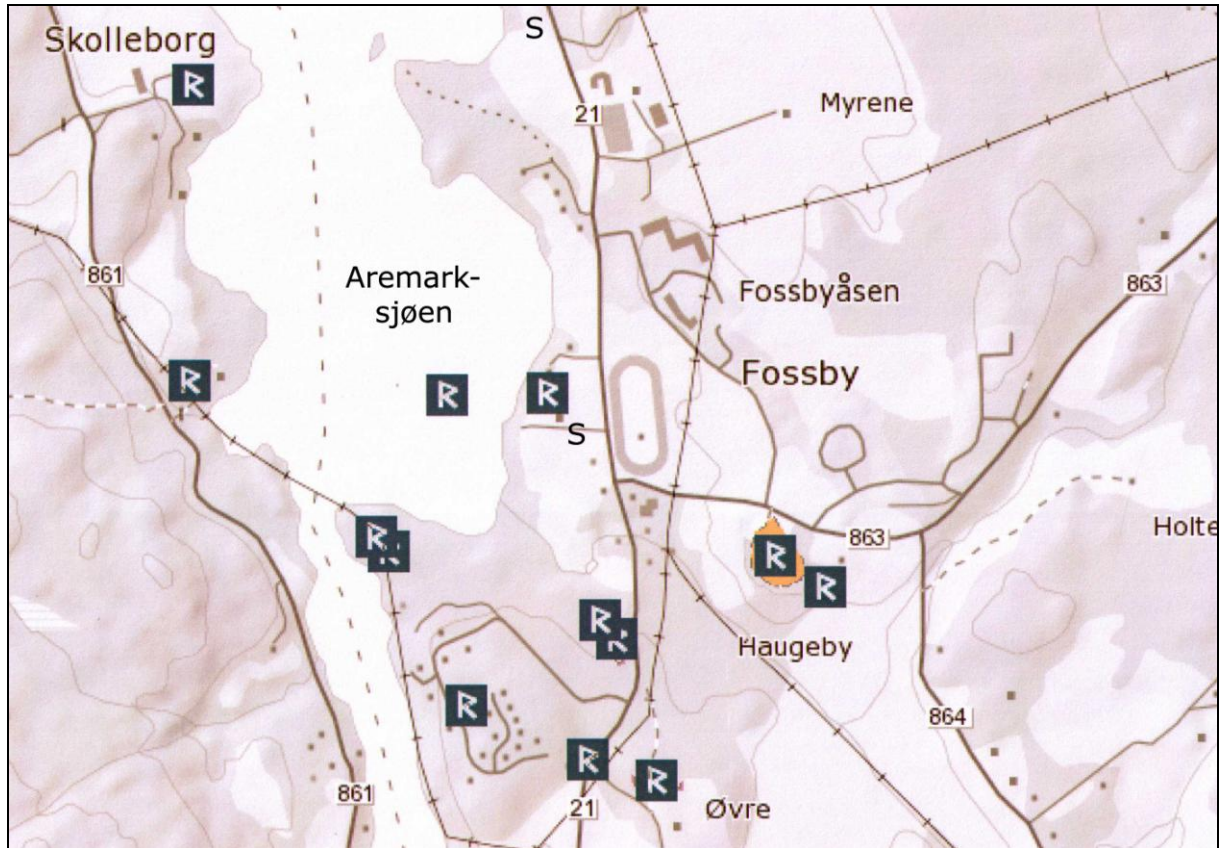 S
Skolleborg
Myrene
21
861
Aremark-
sjøen
Fossbyåsen
863
Fossby
S
863
Holte
Haugeby
864
861
21
Øvre